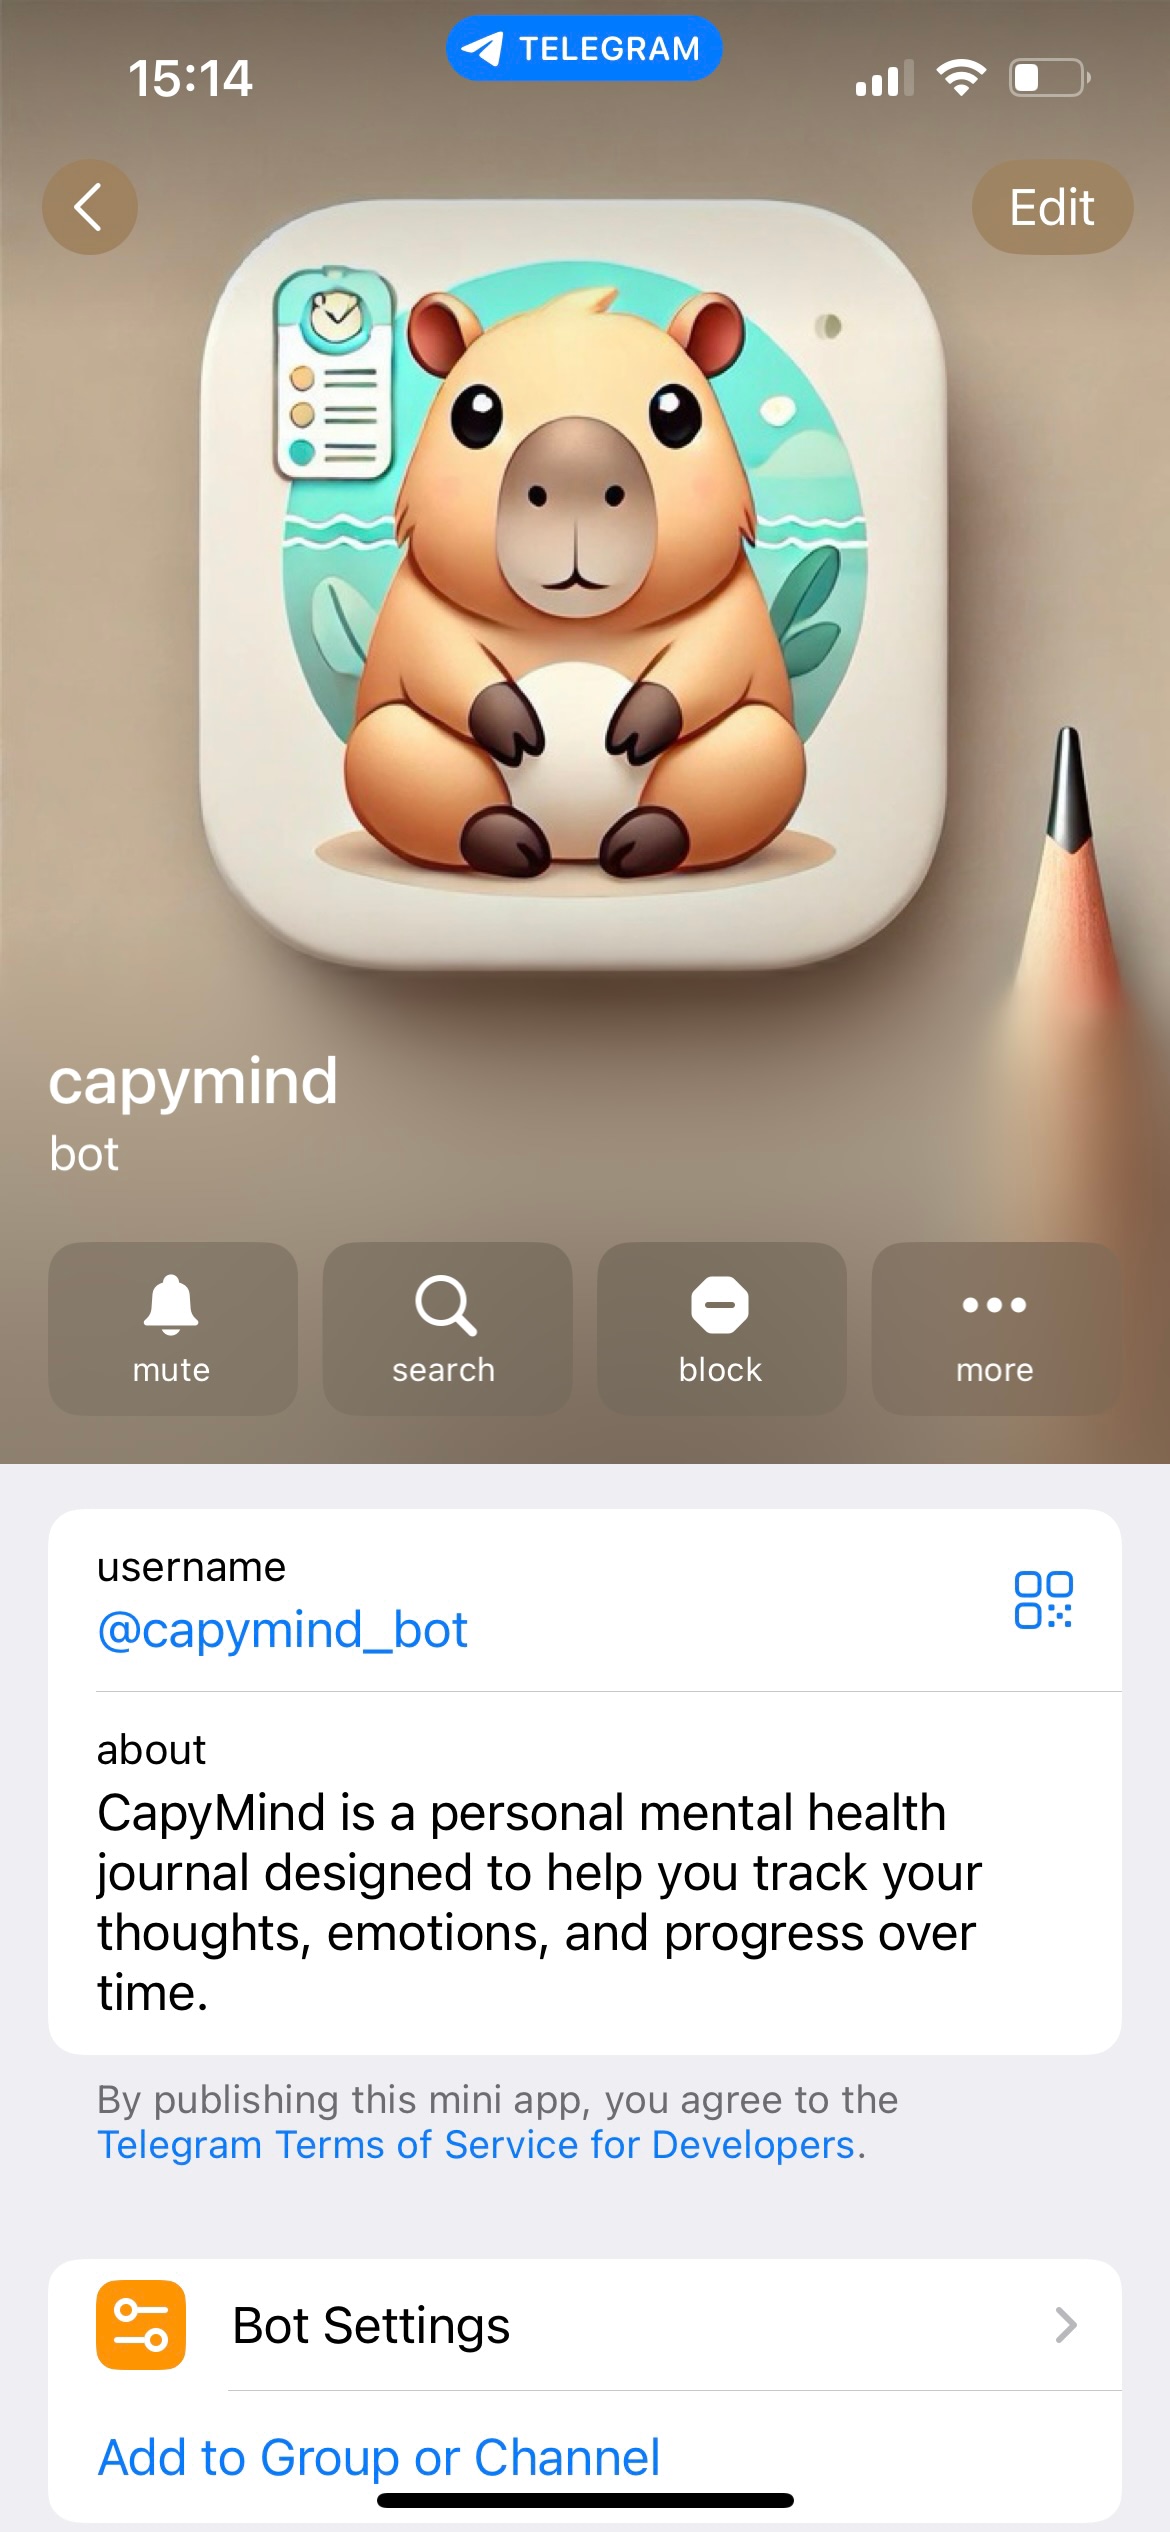 15:14
TELEGRAM
Edit
capymind
bot
mute
search
block
more
username
@capymind_bot
about
CapyMind is a personal mental health
journal designed to help you track your
thoughts, emotions, and progress over
time.
By publishing this mini app, you agree to the
Telegram Terms of Service for Developers.
Bot Settings
Add to Group or Channel